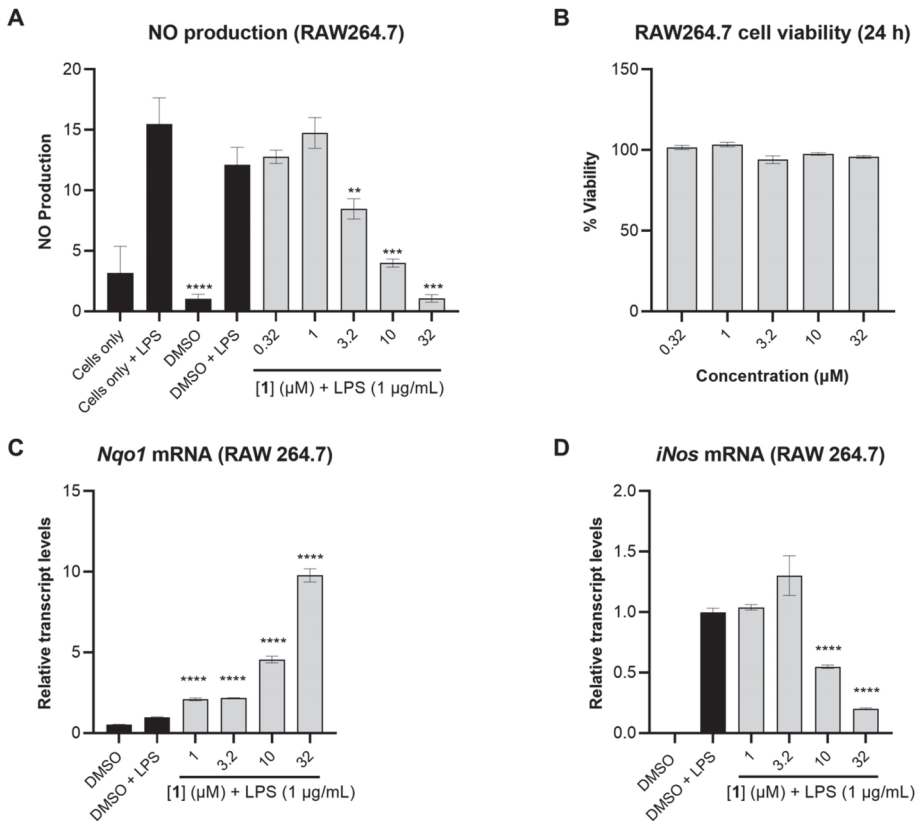 A
NO production (RAW264.7)
NO Production
20
15
10
5
0
****
**
***
***
Cells only
Cells only + LPS
DMSO
DMSO + LPS
0.32
1
3.2
10
32
[1] (µM) + LPS (1 µg/mL)
B
RAW264.7 cell viability (24 h)
% Viability
150
100
50
0
0.32
1
3.2
10
32
Concentration (µM)
C
Nqo1 mRNA (RAW 264.7)
Relative transcript levels
15
10
5
0
****
****
****
****
DMSO
DMSO + LPS
1
3.2
10
32
[1] (µM) + LPS (1 µg/mL)
D
iNos mRNA (RAW 264.7)
Relative transcript levels
2.0
1.5
1.0
0.5
0.0
****
****
DMSO
DMSO + LPS
1
3.2
10
32
[1] (µM) + LPS (1 µg/mL)